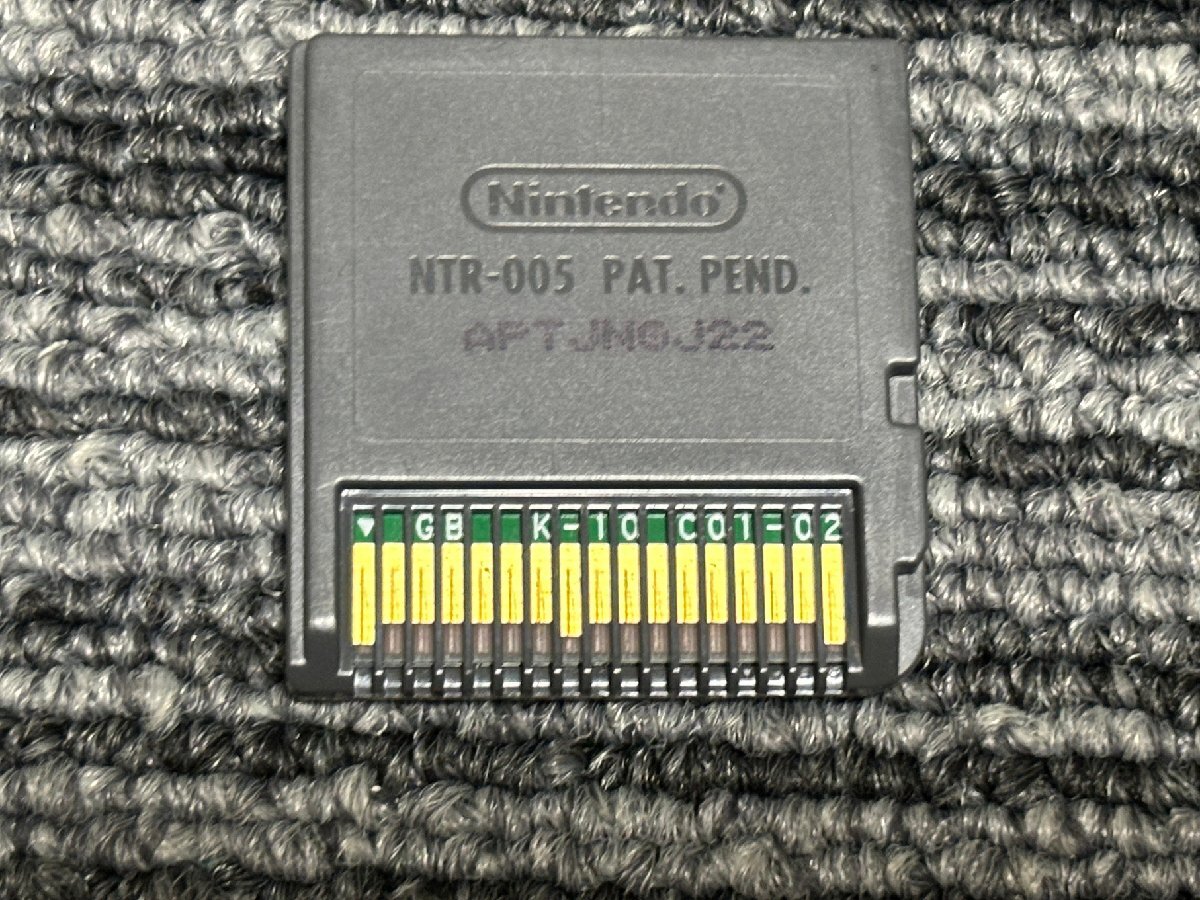 Nintendo®
NTR-005 PAT. PEND.
APTJN0J22
▼ GB K-10 C01-02